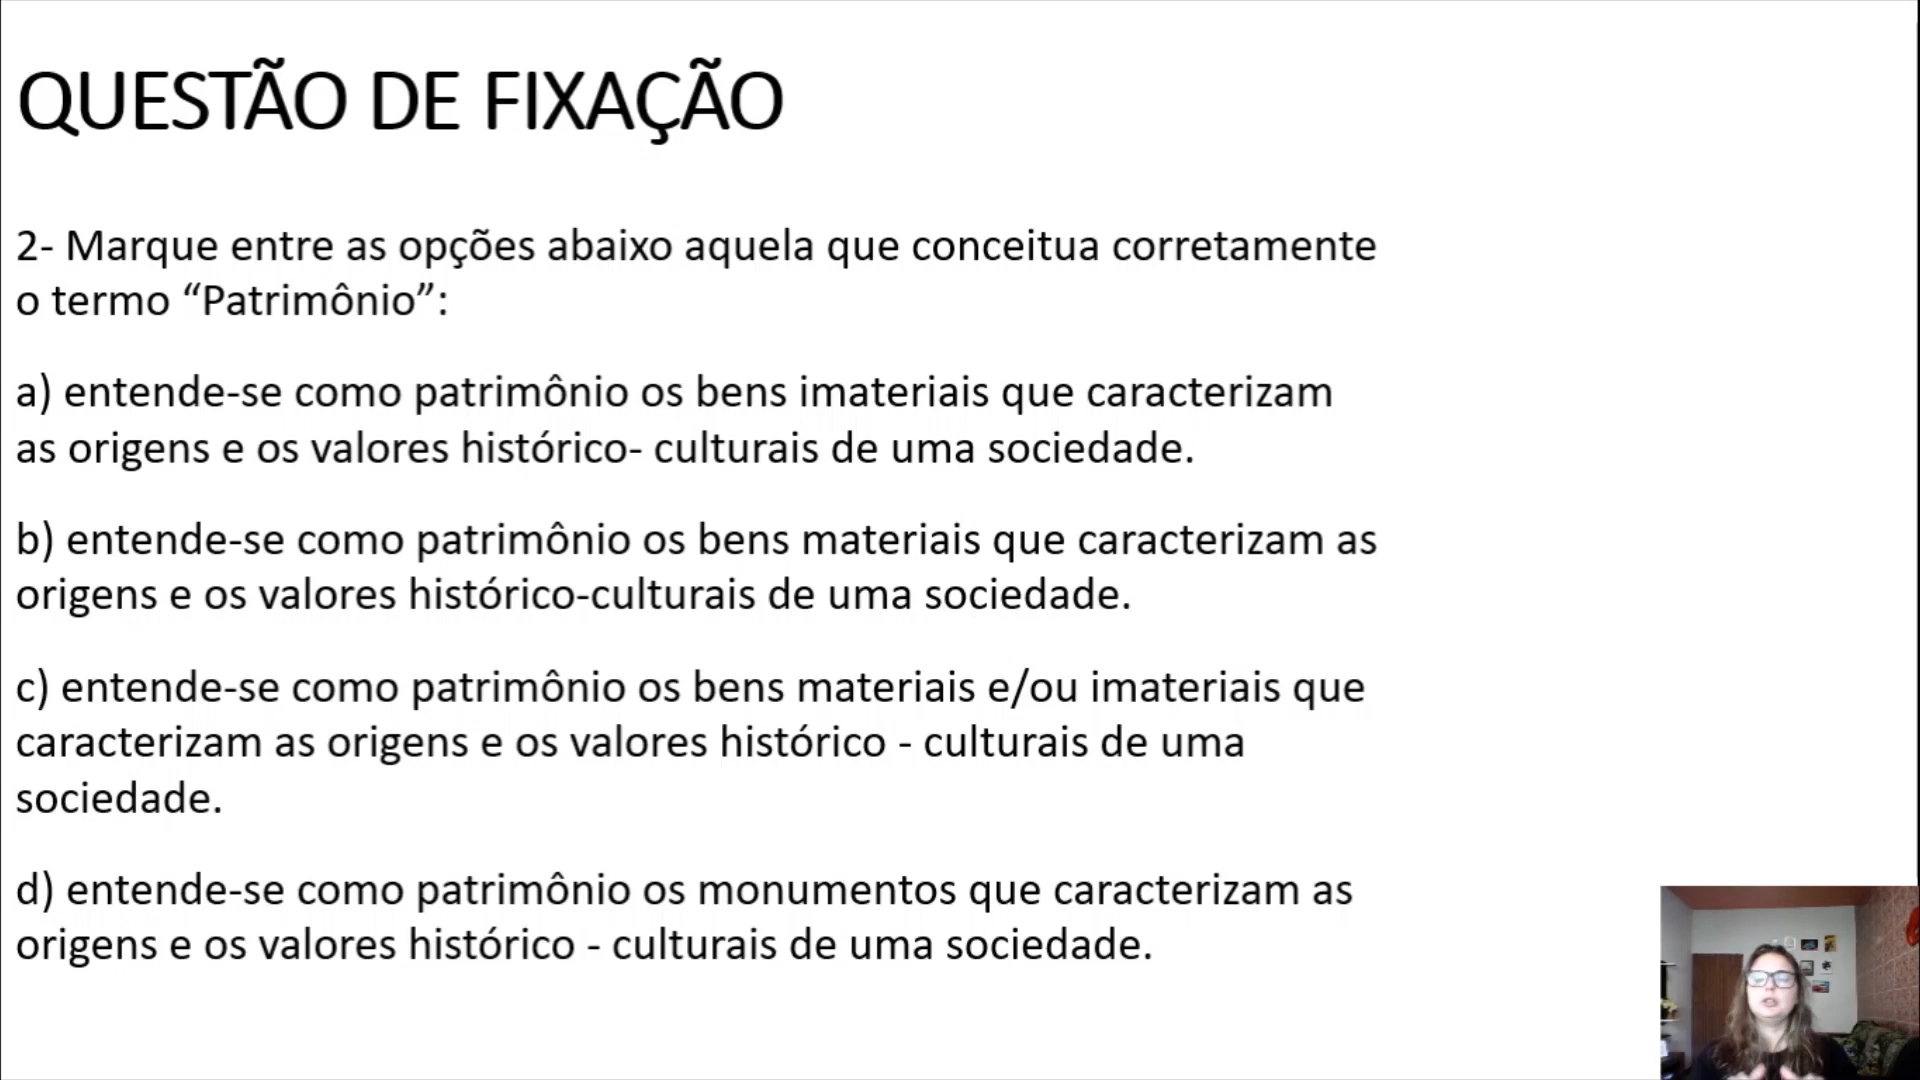 QUESTÃO DE FIXAÇÃO
2- Marque entre as opções abaixo aquela que conceitua corretamente
o termo “Patrimônio”:
a) entende-se como patrimônio os bens imateriais que caracterizam
as origens e os valores histórico- culturais de uma sociedade.
b) entende-se como patrimônio os bens materiais que caracterizam as
origens e os valores histórico-culturais de uma sociedade.
c) entende-se como patrimônio os bens materiais e/ou imateriais que
caracterizam as origens e os valores histórico - culturais de uma
sociedade.
d) entende-se como patrimônio os monumentos que caracterizam as
origens e os valores histórico - culturais de uma sociedade.